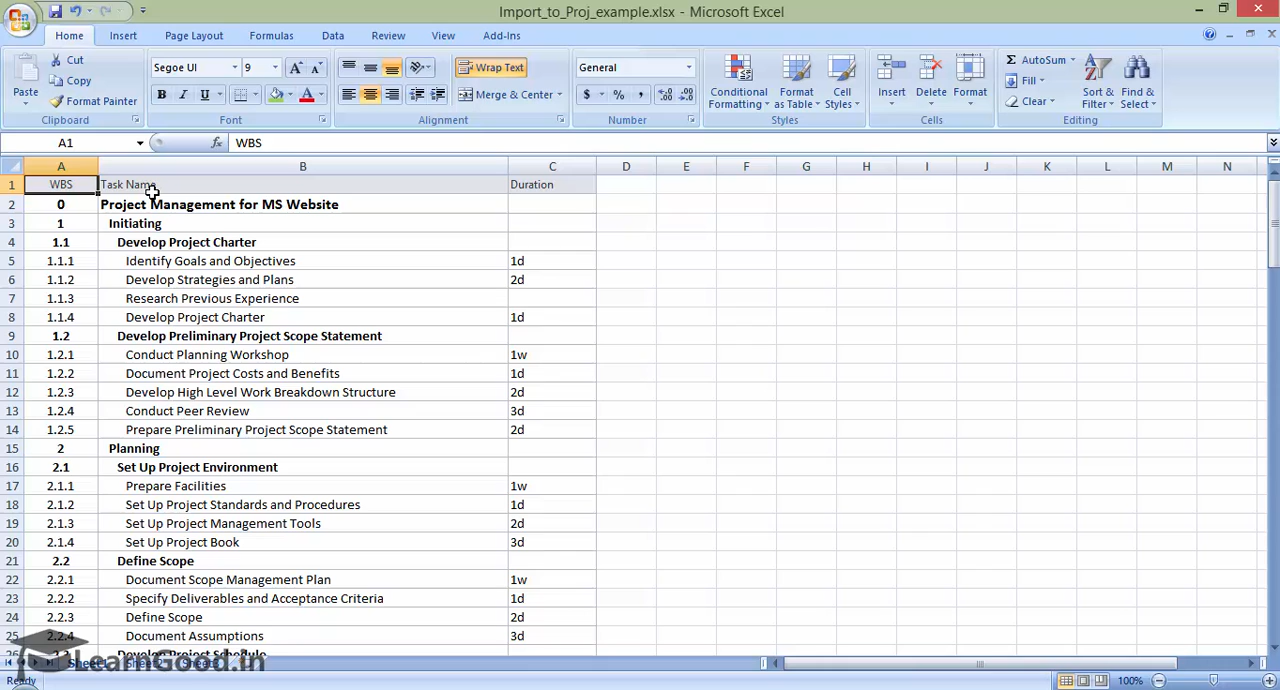 Import_to_Proj_example.xlsx - Microsoft Excel
Home Insert Page Layout Formulas Data Review View Add-Ins
Paste Cut Copy Format Painter Clipboard
Segoe UI 9 B I U A Font
Wrap Text Merge & Center Alignment
General $ % , Number
Conditional Formatting Format as Table Cell Styles Styles
Insert Delete Format Cells
Σ AutoSum Fill Clear Sort & Filter Find & Select Editing
A1 fx WBS
A B C D E F G H I J K L M N
1 WBS Task Name Duration
2 0 Project Management for MS Website
3 1 Initiating
4 1.1 Develop Project Charter
5 1.1.1 Identify Goals and Objectives 1d
6 1.1.2 Develop Strategies and Plans 2d
7 1.1.3 Research Previous Experience
8 1.1.4 Develop Project Charter 1d
9 1.2 Develop Preliminary Project Scope Statement
10 1.2.1 Conduct Planning Workshop 1w
11 1.2.2 Document Project Costs and Benefits 1d
12 1.2.3 Develop High Level Work Breakdown Structure 2d
13 1.2.4 Conduct Peer Review 3d
14 1.2.5 Prepare Preliminary Project Scope Statement 2d
15 2 Planning
16 2.1 Set Up Project Environment
17 2.1.1 Prepare Facilities 1w
18 2.1.2 Set Up Project Standards and Procedures 1d
19 2.1.3 Set Up Project Management Tools 2d
20 2.1.4 Set Up Project Book 3d
21 2.2 Define Scope
22 2.2.1 Document Scope Management Plan 1w
23 2.2.2 Specify Deliverables and Acceptance Criteria 1d
24 2.2.3 Define Scope 2d
25 2.2.4 Document Assumptions 3d
Develop Project Schedule
Sheet1 Sheet2 Sheet3
LearnGood.in
Ready 100%